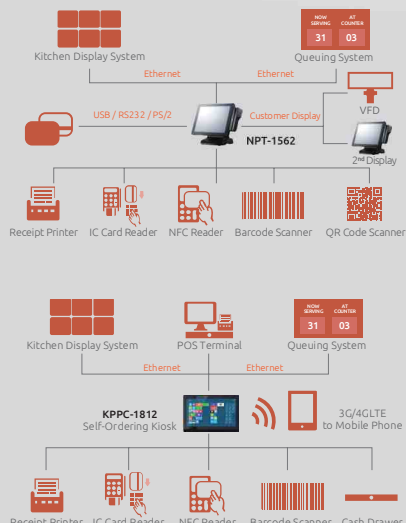 NOW SERVING AT COUNTER
31 03
Kitchen Display System Queuing System
Ethernet Ethernet
USB / RS232 / PS/2 Customer Display
VFD
NPT-1562
2nd Display
Receipt Printer IC Card Reader NFC Reader Barcode Scanner QR Code Scanner
NOW SERVING AT COUNTER
31 03
Kitchen Display System POS Terminal Queuing System
Ethernet Ethernet
KPPC-1812
Self-Ordering Kiosk
3G/4GLTE
to Mobile Phone
Receipt Printer IC Card Reader NFC Reader Barcode Scanner Cash Drawer